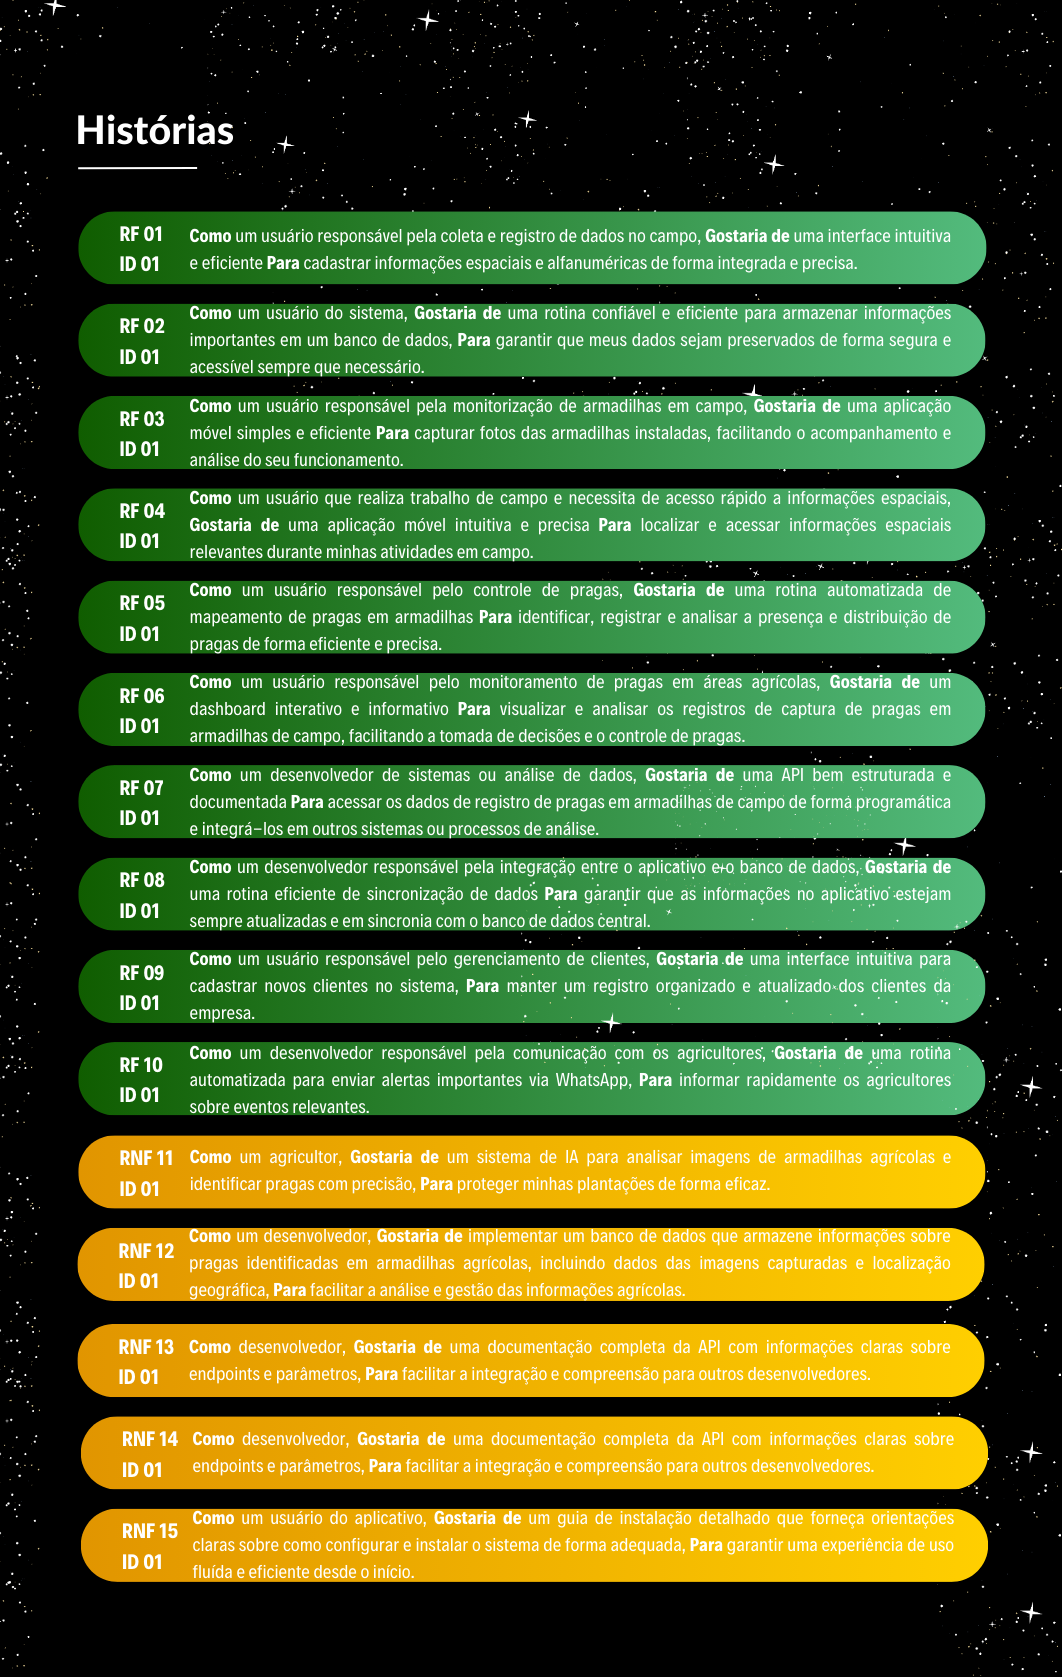 Histórias
RF 01
ID 01
Como um usuário responsável pela coleta e registro de dados no campo, Gostaria de uma interface intuitiva
e eficiente Para cadastrar informações espaciais e alfanuméricas de forma integrada e precisa.
RF 02
ID 01
Como um usuário do sistema, Gostaria de uma rotina confiável e eficiente para armazenar informações
importantes em um banco de dados, Para garantir que meus dados sejam preservados de forma segura e
acessível sempre que necessário.
RF 03
ID 01
Como um usuário responsável pela monitorização de armadilhas em campo, Gostaria de uma aplicação
móvel simples e eficiente Para capturar fotos das armadilhas instaladas, facilitando o acompanhamento e
análise do seu funcionamento.
RF 04
ID 01
Como um usuário que realiza trabalho de campo e necessita de acesso rápido a informações espaciais,
Gostaria de uma aplicação móvel intuitiva e precisa Para localizar e acessar informações espaciais
relevantes durante minhas atividades em campo.
RF 05
ID 01
Como um usuário responsável pelo controle de pragas, Gostaria de uma rotina automatizada de
mapeamento de pragas em armadilhas Para identificar, registrar e analisar a presença e distribuição de
pragas de forma eficiente e precisa.
RF 06
ID 01
Como um usuário responsável pelo monitoramento de pragas em áreas agrícolas, Gostaria de um
dashboard interativo e informativo Para visualizar e analisar os registros de captura de pragas em
armadilhas de campo, facilitando a tomada de decisões e o controle de pragas.
RF 07
ID 01
Como um desenvolvedor de sistemas ou análise de dados, Gostaria de uma API bem estruturada e
documentada Para acessar os dados de registro de pragas em armadilhas de campo de forma programática
e integrá-los em outros sistemas ou processos de análise.
RF 08
ID 01
Como um desenvolvedor responsável pela integração entre o aplicativo e o banco de dados, Gostaria de
uma rotina eficiente de sincronização de dados Para garantir que as informações no aplicativo estejam
sempre atualizadas e em sincronia com o banco de dados central.
RF 09
ID 01
Como um usuário responsável pelo gerenciamento de clientes, Gostaria de uma interface intuitiva para
cadastrar novos clientes no sistema, Para manter um registro organizado e atualizado dos clientes da
empresa.
RF 10
ID 01
Como um desenvolvedor responsável pela comunicação com os agricultores, Gostaria de uma rotina
automatizada para enviar alertas importantes via WhatsApp, Para informar rapidamente os agricultores
sobre eventos relevantes.
RNF 11
ID 01
Como um agricultor, Gostaria de um sistema de IA para analisar imagens de armadilhas agrícolas e
identificar pragas com precisão, Para proteger minhas plantações de forma eficaz.
RNF 12
ID 01
Como um desenvolvedor, Gostaria de implementar um banco de dados que armazene informações sobre
pragas identificadas em armadilhas agrícolas, incluindo dados das imagens capturadas e localização
geográfica, Para facilitar a análise e gestão das informações agrícolas.
RNF 13
ID 01
Como desenvolvedor, Gostaria de uma documentação completa da API com informações claras sobre
endpoints e parâmetros, Para facilitar a integração e compreensão para outros desenvolvedores.
RNF 14
ID 01
Como desenvolvedor, Gostaria de uma documentação completa da API com informações claras sobre
endpoints e parâmetros, Para facilitar a integração e compreensão para outros desenvolvedores.
RNF 15
ID 01
Como um usuário do aplicativo, Gostaria de um guia de instalação detalhado que forneça orientações
claras sobre como configurar e instalar o sistema de forma adequada, Para garantir uma experiência de uso
fluída e eficiente desde o início.